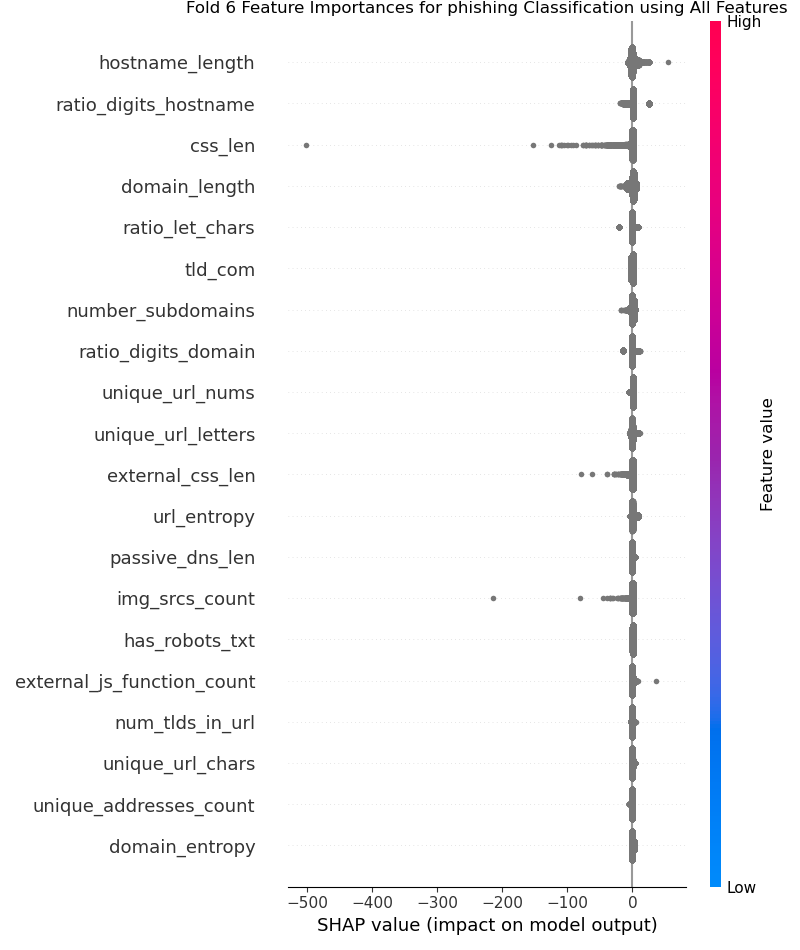 Fold 6 Feature Importances for phishing Classification using All Features
High
hostname_length
ratio_digits_hostname
css_len
domain_length
ratio_let_chars
tld_com
number_subdomains
ratio_digits_domain
unique_url_nums
unique_url_letters
external_css_len
url_entropy
passive_dns_len
img_srcs_count
has_robots_txt
external_js_function_count
num_tlds_in_url
unique_url_chars
unique_addresses_count
domain_entropy
Feature value
Low
−500 −400 −300 −200 −100 0
SHAP value (impact on model output)